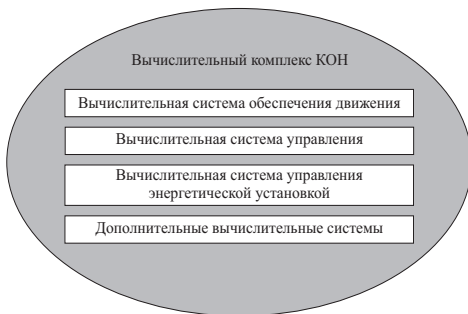 Вычислительный комплекс КОН
Вычислительная система обеспечения движения
Вычислительная система управления
Вычислительная система управления
энергетической установкой
Дополнительные вычислительные системы